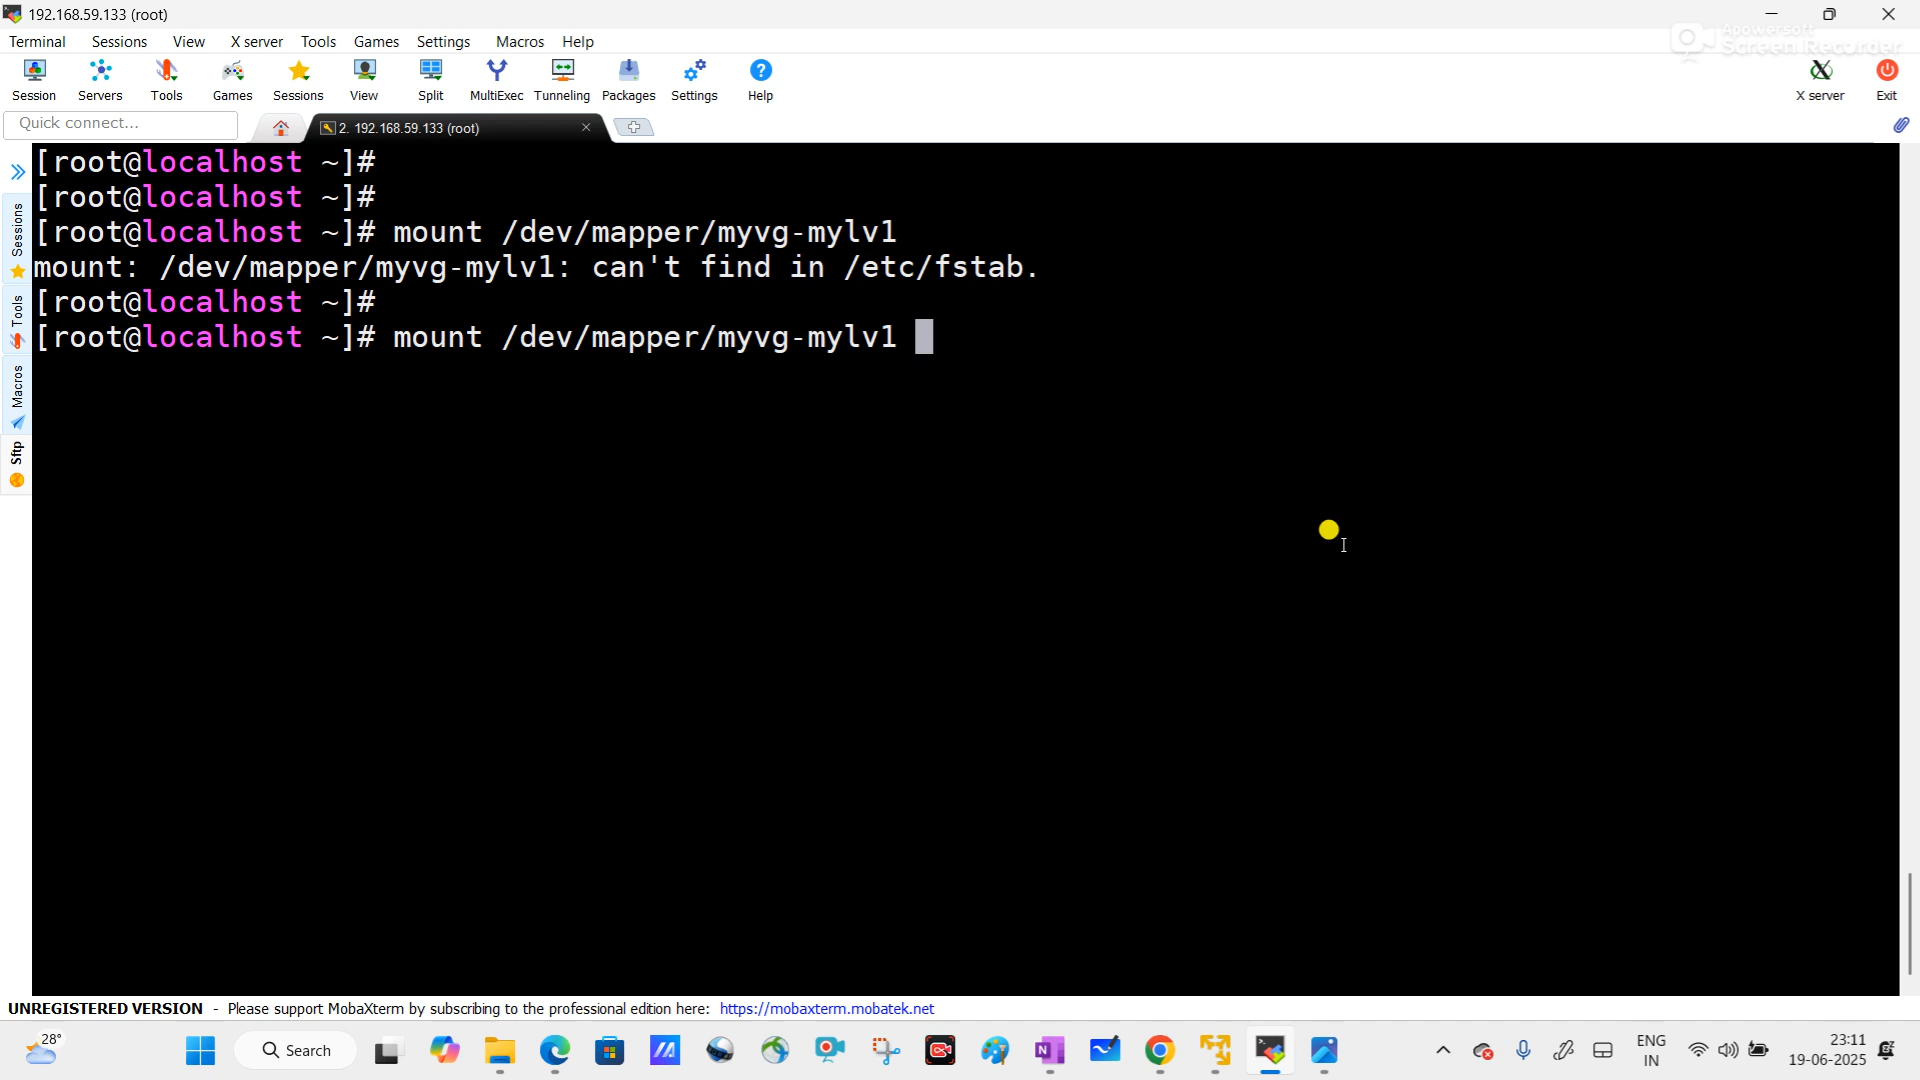 192.168.59.133 (root)
Apowersoft
Screen Recorder
Terminal Sessions View X server Tools Games Settings Macros Help
Session Servers Tools Games Sessions View Split MultiExec Tunneling Packages Settings Help X server Exit
Quick connect...
2. 192.168.59.133 (root)
[root@localhost ~]#
[root@localhost ~]#
[root@localhost ~]# mount /dev/mapper/myvg-mylv1
mount: /dev/mapper/myvg-mylv1: can't find in /etc/fstab.
[root@localhost ~]#
[root@localhost ~]# mount /dev/mapper/myvg-mylv1
Sessions
Tools
Macros
Sftp
UNREGISTERED VERSION - Please support MobaXterm by subscribing to the professional edition here: https://mobaxterm.mobatek.net
28°
Search
ENG
IN
23:11
19-06-2025